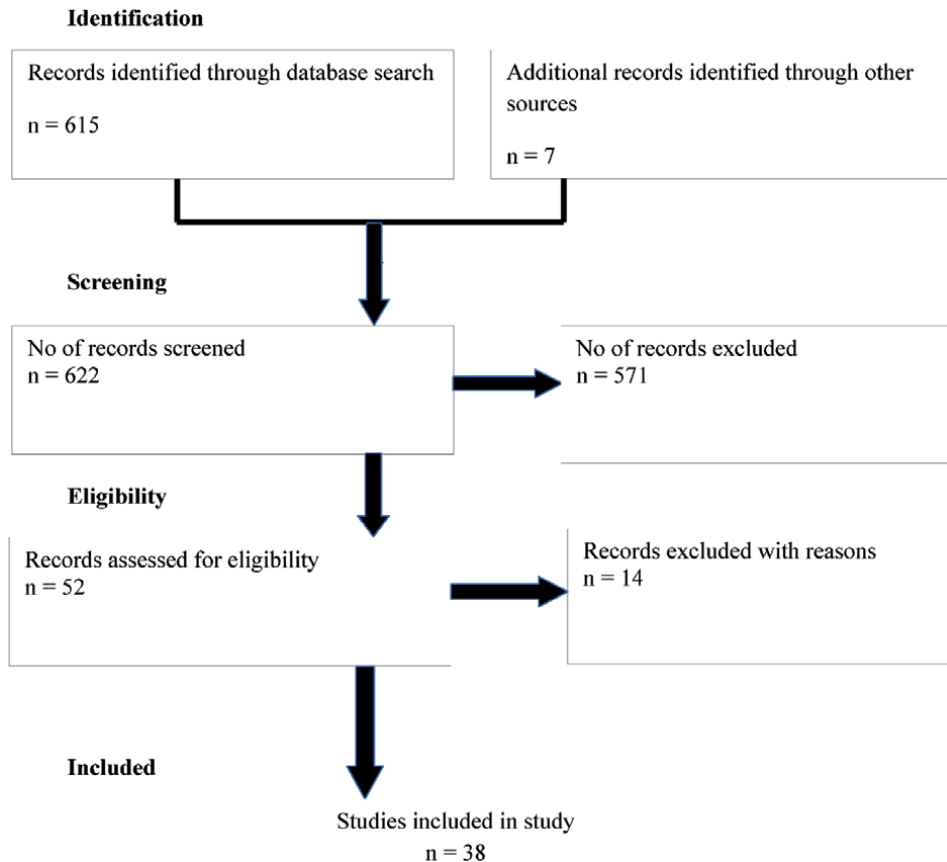 Identification
Records identified through database search
n = 615
Additional records identified through other
sources
n = 7
Screening
No of records screened
n = 622
No of records excluded
n = 571
Eligibility
Records assessed for eligibility
n = 52
Records excluded with reasons
n = 14
Included
Studies included in study
n = 38